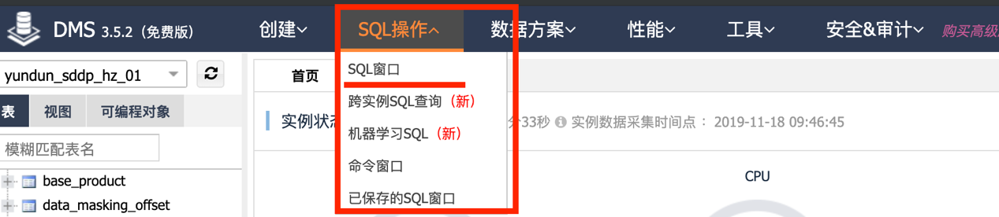 DMS 3.5.2（免费版） 创建 SQL操作 数据方案 性能 工具 安全&审计 购买高级
yundun_sddp_hz_01
表 视图 可编程对象
模糊匹配表名
base_product
data_masking_offset
SQL窗口
跨实例SQL查询（新）
机器学习SQL（新）
命令窗口
已保存的SQL窗口
首页
实例状态 分33秒 实例数据采集时间点： 2019-11-18 09:46:45
CPU